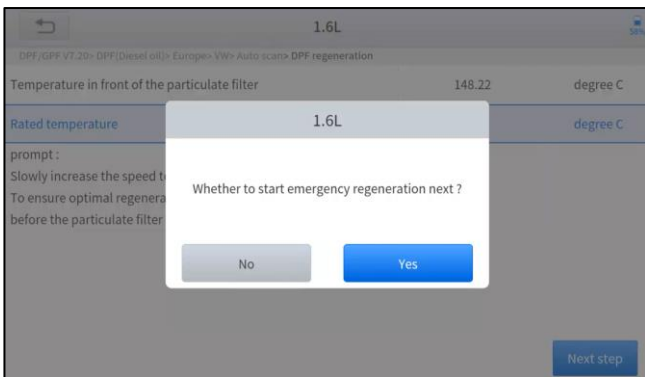 1.6L
58%
DPF/GPF V7.20> DPF(Diesel oil)> Europe> VW> Auto scan> DPF regeneration
Temperature in front of the particulate filter 148.22 degree C
Rated temperature degree C
1.6L
prompt :
Slowly increase the speed t
To ensure optimal regenera
before the particulate filter
Whether to start emergency regeneration next ?
No Yes
Next step